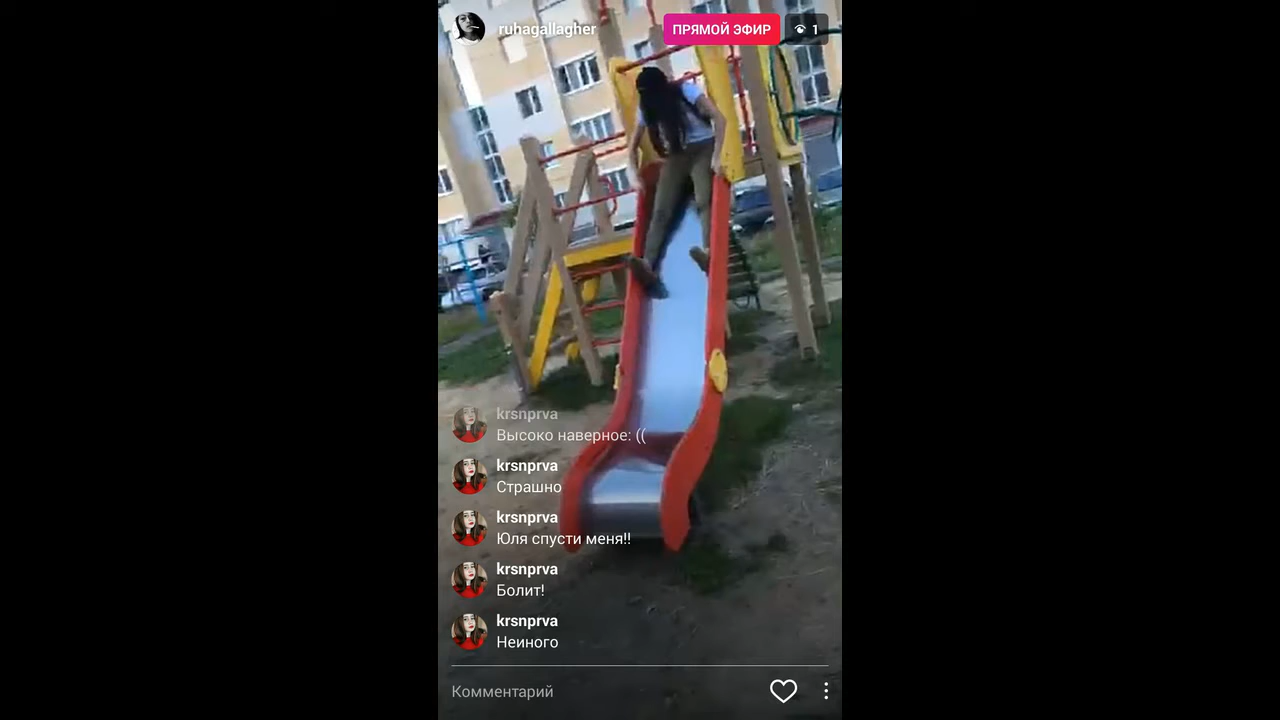 ruhagallagher
ПРЯМОЙ ЭФИР
1
krsnprva
Высоко наверное: ((
krsnprva
Страшно
krsnprva
Юля спусти меня!!
krsnprva
Болит!
krsnprva
Неиного
Комментарий